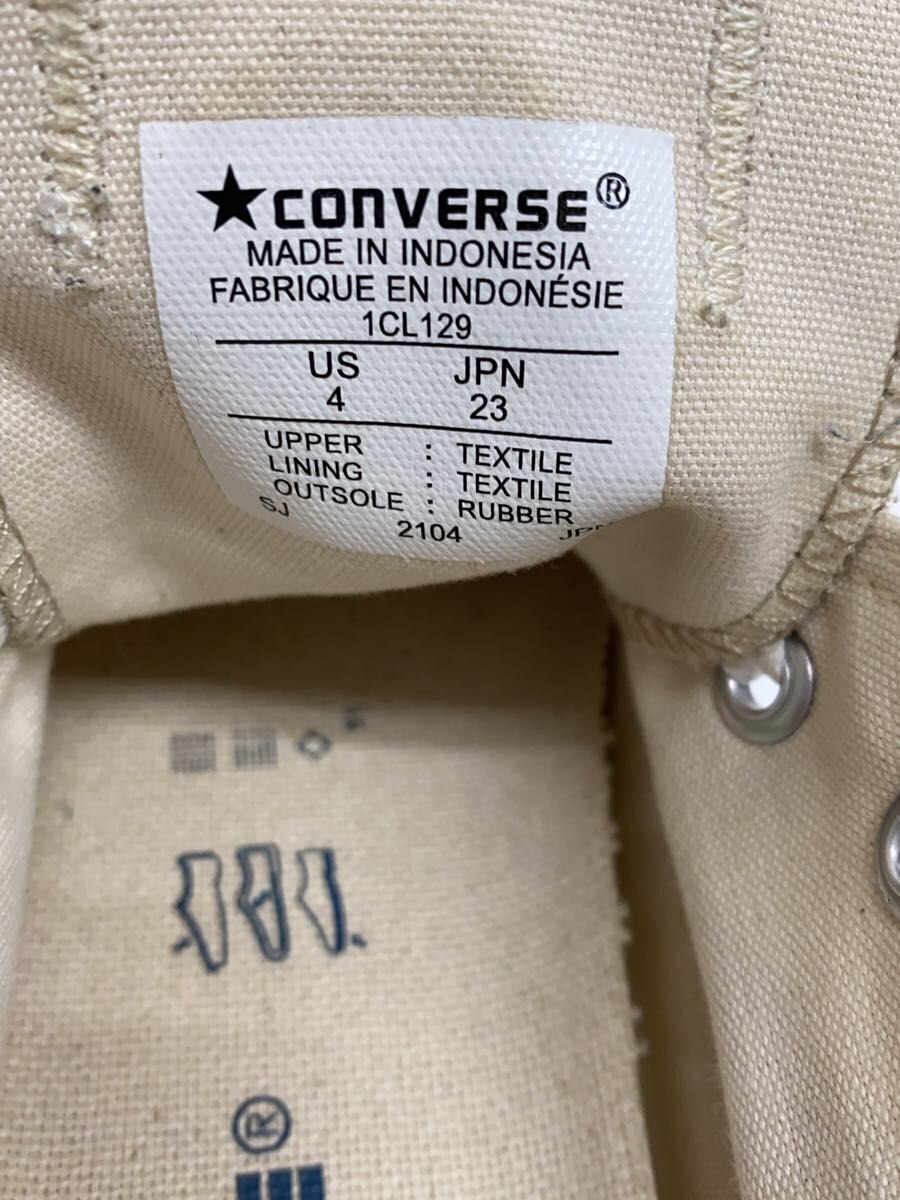 ★CONVERSE®
MADE IN INDONESIA
FABRIQUE EN INDONÉSIE
1CL129
US JPN
4 23
UPPER : TEXTILE
LINING : TEXTILE
OUTSOLE : RUBBER
SJ 2104 JPN
®